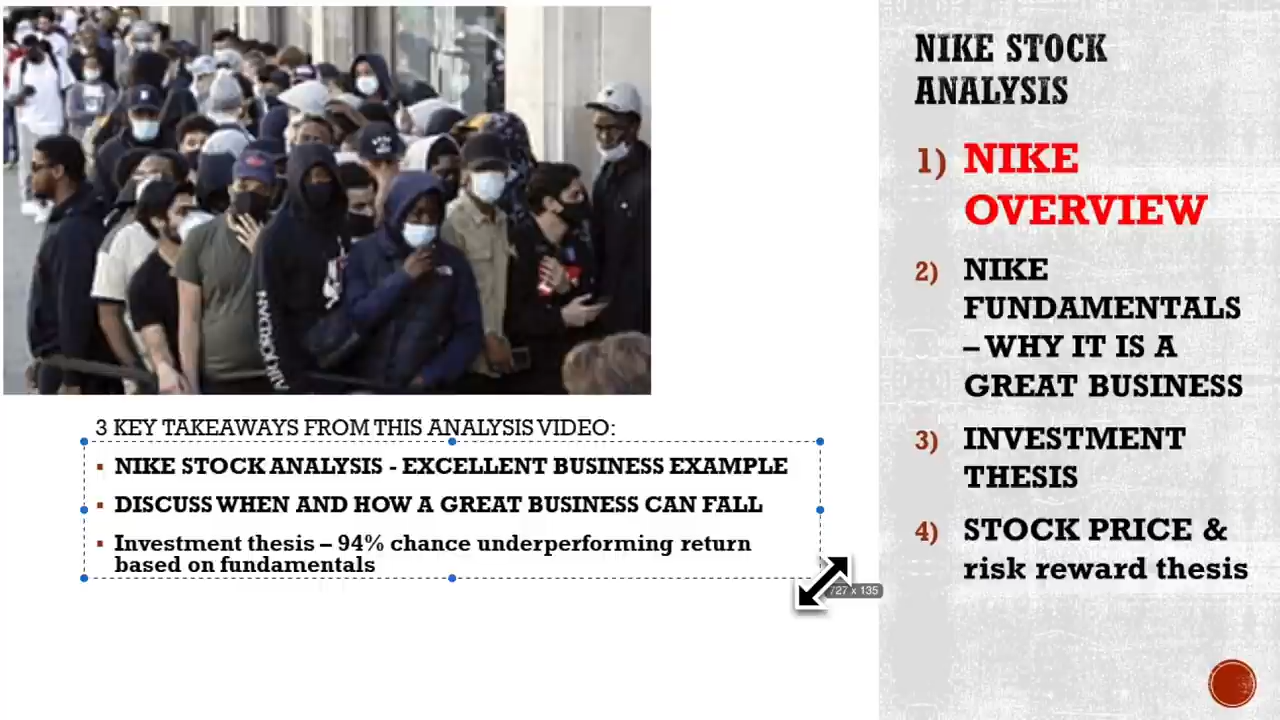 3 KEY TAKEAWAYS FROM THIS ANALYSIS VIDEO:
▪ NIKE STOCK ANALYSIS - EXCELLENT BUSINESS EXAMPLE
▪ DISCUSS WHEN AND HOW A GREAT BUSINESS CAN FALL
▪ Investment thesis – 94% chance underperforming return
based on fundamentals
727 x 135
NIKE STOCK
ANALYSIS
1) NIKE
OVERVIEW
2) NIKE
FUNDAMENTALS
– WHY IT IS A
GREAT BUSINESS
3) INVESTMENT
THESIS
4) STOCK PRICE &
risk reward thesis